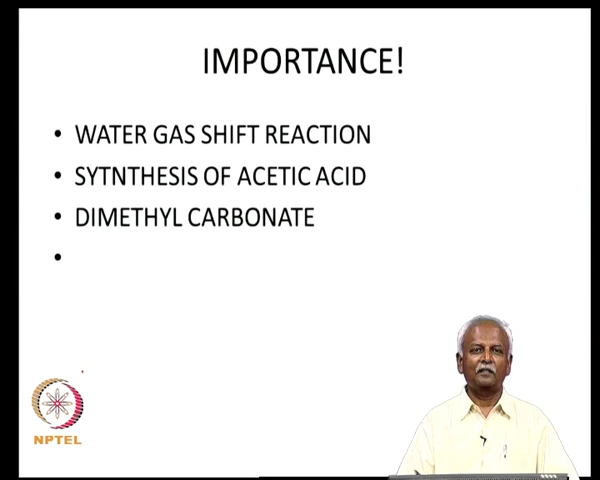 IMPORTANCE!
• WATER GAS SHIFT REACTION
• SYTNTHESIS OF ACETIC ACID
• DIMETHYL CARBONATE
•
NPTEL